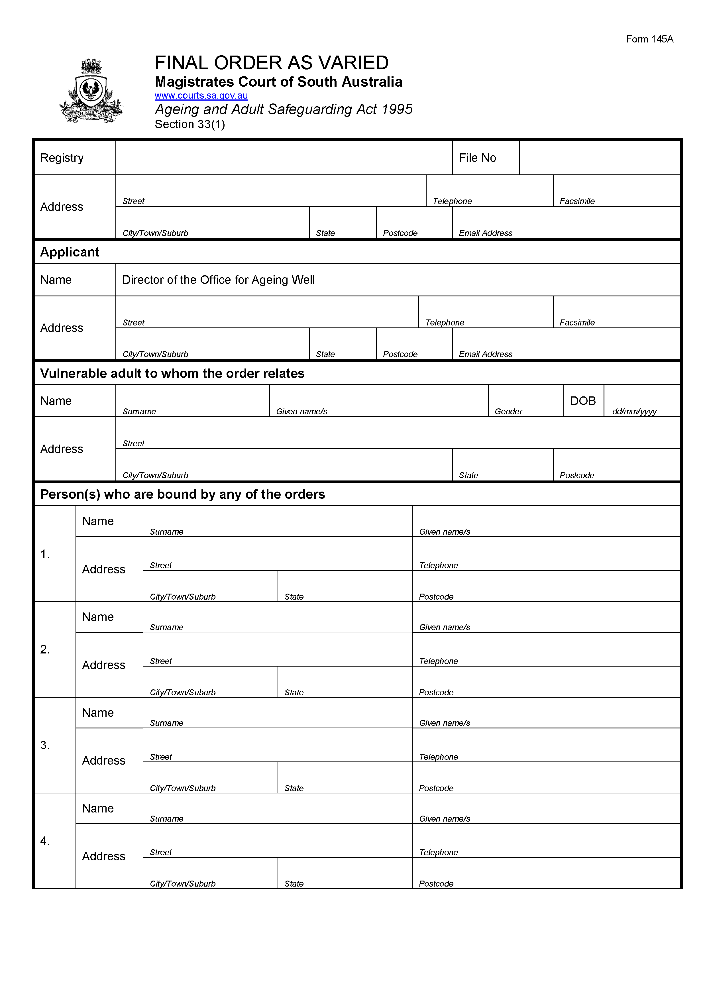 Form 145A
FINAL ORDER AS VARIED
Magistrates Court of South Australia
www.courts.sa.gov.au
Ageing and Adult Safeguarding Act 1995
Section 33(1)
SOUTH AUSTRALIA
Registry File No
Address
Street Telephone Facsimile
City/Town/Suburb State Postcode Email Address
Applicant
Name Director of the Office for Ageing Well
Address
Street Telephone Facsimile
City/Town/Suburb State Postcode Email Address
Vulnerable adult to whom the order relates
Name DOB
Surname Given name/s Gender dd/mm/yyyy
Address
Street
City/Town/Suburb State Postcode
Person(s) who are bound by any of the orders
1.
Name
Surname Given name/s
Address
Street Telephone
City/Town/Suburb State Postcode
2.
Name
Surname Given name/s
Address
Street Telephone
City/Town/Suburb State Postcode
3.
Name
Surname Given name/s
Address
Street Telephone
City/Town/Suburb State Postcode
4.
Name
Surname Given name/s
Address
Street Telephone
City/Town/Suburb State Postcode